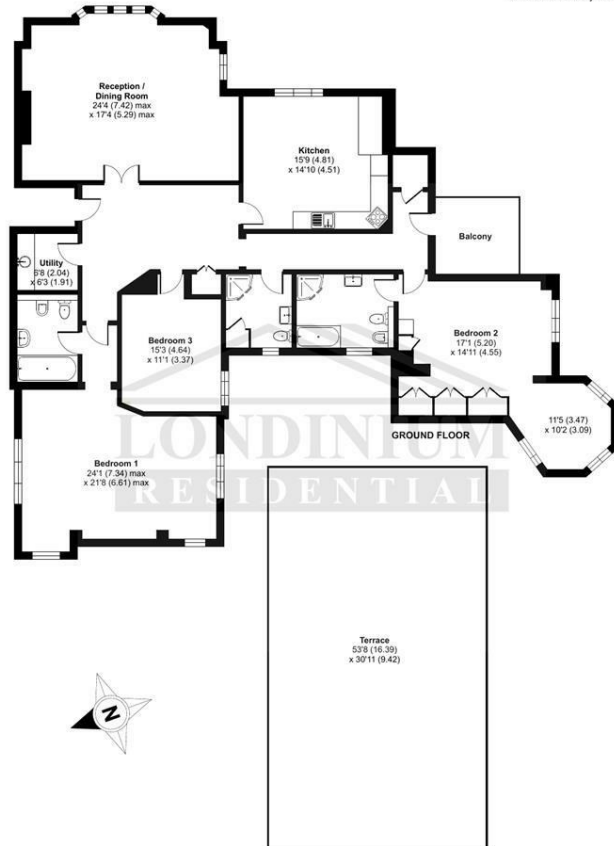 Reception /
Dining Room
24'4 (7.42) max
x 17'4 (5.29) max
Kitchen
15'9 (4.81)
x 14'10 (4.51)
Balcony
Utility
6'8 (2.04)
x 6'3 (1.91)
Bedroom 3
15'3 (4.64)
x 11'1 (3.37)
Bedroom 2
17'1 (5.20)
x 14'11 (4.55)
11'5 (3.47)
x 10'2 (3.09)
GROUND FLOOR
LONDINIUM
RESIDENTIAL
Bedroom 1
24'1 (7.34) max
x 21'8 (6.61) max
Terrace
53'8 (16.39)
x 30'11 (9.42)
N